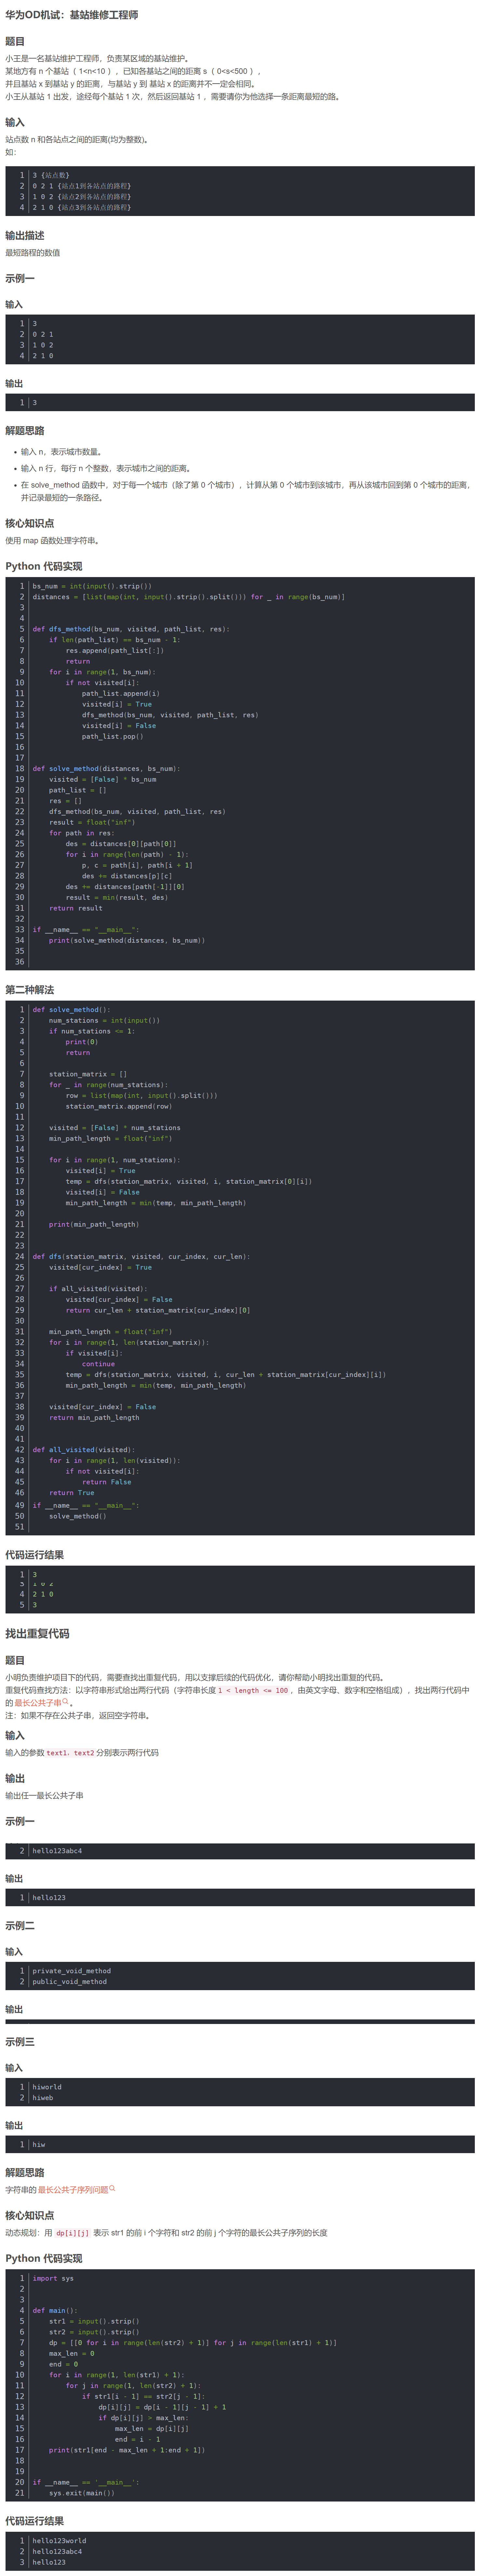 华为OD机试：基站维修工程师
题目
小王是一名基站维护工程师，负责某区域的基站维护。
某地方有 n 个基站（ 1<n<10 ），已知各基站之间的距离 s（ 0<s<500 ），
并且基站 x 到基站 y 的距离，与基站 y 到 基站 x 的距离并不一定会相同。
小王从基站 1 出发，途径每个基站 1 次，然后返回基站 1 ，需要请你为他选择一条距离最短的路。
输入
站点数 n 和各站点之间的距离(均为整数)。
如：
1 3 {站点数}
2 0 2 1 {站点1到各站点的路程}
3 1 0 2 {站点2到各站点的路程}
4 2 1 0 {站点3到各站点的路程}
输出描述
最短路程的数值
示例一
输入
1 3
2 0 2 1
3 1 0 2
4 2 1 0
输出
1 3
解题思路
• 输入 n，表示城市数量。
• 输入 n 行，每行 n 个整数，表示城市之间的距离。
• 在 solve_method 函数中，对于每一个城市（除了第 0 个城市），计算从第 0 个城市到该城市，再从该城市回到第 0 个城市的距离，
并记录最短的一条路径。
核心知识点
使用 map 函数处理字符串。
Python 代码实现
1 bs_num = int(input().strip())
2 distances = [list(map(int, input().strip().split())) for _ in range(bs_num)]
3
4
5 def dfs_method(bs_num, visited, path_list, res):
6     if len(path_list) == bs_num - 1:
7         res.append(path_list[:])
8         return
9     for i in range(1, bs_num):
10         if not visited[i]:
11             path_list.append(i)
12             visited[i] = True
13             dfs_method(bs_num, visited, path_list, res)
14             visited[i] = False
15             path_list.pop()
16
17
18 def solve_method(distances, bs_num):
19     visited = [False] * bs_num
20     path_list = []
21     res = []
22     dfs_method(bs_num, visited, path_list, res)
23     result = float("inf")
24     for path in res:
25         des = distances[0][path[0]]
26         for i in range(len(path) - 1):
27             p, c = path[i], path[i + 1]
28             des += distances[p][c]
29         des += distances[path[-1]][0]
30         result = min(result, des)
31     return result
32
33 if __name__ == "__main__":
34     print(solve_method(distances, bs_num))
35
36
第二种解法
1 def solve_method():
2     num_stations = int(input())
3     if num_stations <= 1:
4         print(0)
5         return
6
7     station_matrix = []
8     for _ in range(num_stations):
9         row = list(map(int, input().split()))
10         station_matrix.append(row)
11
12     visited = [False] * num_stations
13     min_path_length = float("inf")
14
15     for i in range(1, num_stations):
16         visited[i] = True
17         temp = dfs(station_matrix, visited, i, station_matrix[0][i])
18         visited[i] = False
19         min_path_length = min(temp, min_path_length)
20
21     print(min_path_length)
22
23
24 def dfs(station_matrix, visited, cur_index, cur_len):
25     visited[cur_index] = True
26
27     if all_visited(visited):
28         visited[cur_index] = False
29         return cur_len + station_matrix[cur_index][0]
30
31     min_path_length = float("inf")
32     for i in range(1, len(station_matrix)):
33         if visited[i]:
34             continue
35         temp = dfs(station_matrix, visited, i, cur_len + station_matrix[cur_index][i])
36         min_path_length = min(temp, min_path_length)
37
38     visited[cur_index] = False
39     return min_path_length
40
41
42 def all_visited(visited):
43     for i in range(1, len(visited)):
44         if not visited[i]:
45             return False
46     return True
49 if __name__ == "__main__":
50     solve_method()
51
代码运行结果
1 3
3 1 0 2
4 2 1 0
5 3
找出重复代码
题目
小明负责维护项目下的代码，需要查找出重复代码，用以支撑后续的代码优化，请你帮助小明找出重复的代码。
重复代码查找方法：以字符串形式给出两行代码（字符串长度 1 < length <= 100 ，由英文字母、数字和空格组成），找出两行代码中
的 最长公共子串。
注：如果不存在公共子串，返回空字符串。
输入
输入的参数 text1, text2 分别表示两行代码
输出
输出任一最长公共子串
示例一
2 hello123abc4
输出
1 hello123
示例二
输入
1 private_void_method
2 public_void_method
输出
示例三
输入
1 hiworld
2 hiweb
输出
1 hiw
解题思路
字符串的 最长公共子序列问题
核心知识点
动态规划：用 dp[i][j] 表示 str1 的前 i 个字符和 str2 的前 j 个字符的最长公共子序列的长度
Python 代码实现
1 import sys
2
3
4 def main():
5     str1 = input().strip()
6     str2 = input().strip()
7     dp = [[0 for i in range(len(str2) + 1)] for j in range(len(str1) + 1)]
8     max_len = 0
9     end = 0
10     for i in range(1, len(str1) + 1):
11         for j in range(1, len(str2) + 1):
12             if str1[i - 1] == str2[j - 1]:
13                 dp[i][j] = dp[i - 1][j - 1] + 1
14                 if dp[i][j] > max_len:
15                     max_len = dp[i][j]
16                     end = i - 1
17     print(str1[end - max_len + 1:end + 1])
18
19
20 if __name__ == '__main__':
21     sys.exit(main())
代码运行结果
1 hello123world
2 hello123abc4
3 hello123